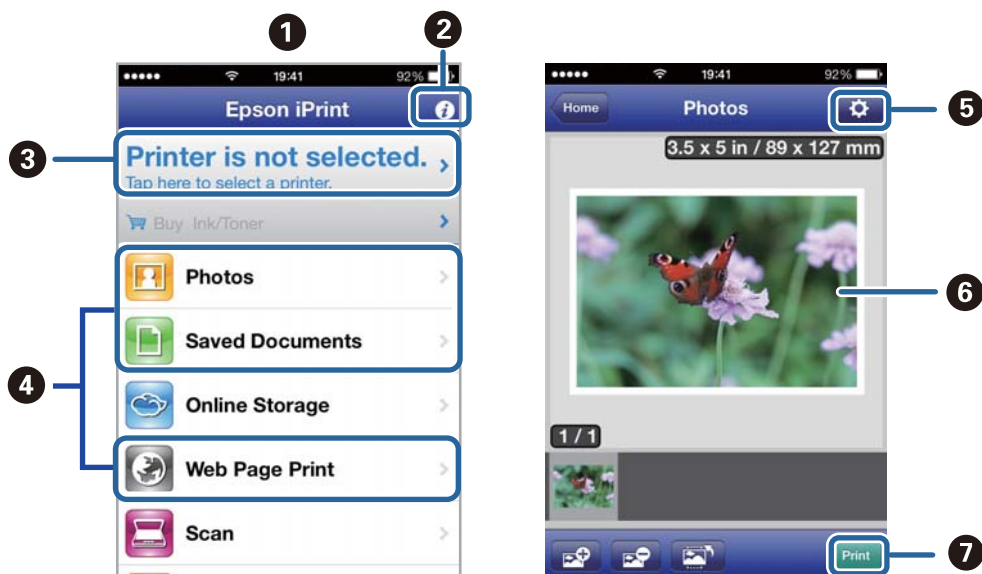 1
2
19:41
92%
Epson iPrint
3
Printer is not selected.
Tap here to select a printer.
Buy Ink/Toner
Photos
Saved Documents
4
Online Storage
Web Page Print
Scan
19:41
92%
Home
Photos
5
3.5 x 5 in / 89 x 127 mm
6
1 / 1
Print
7